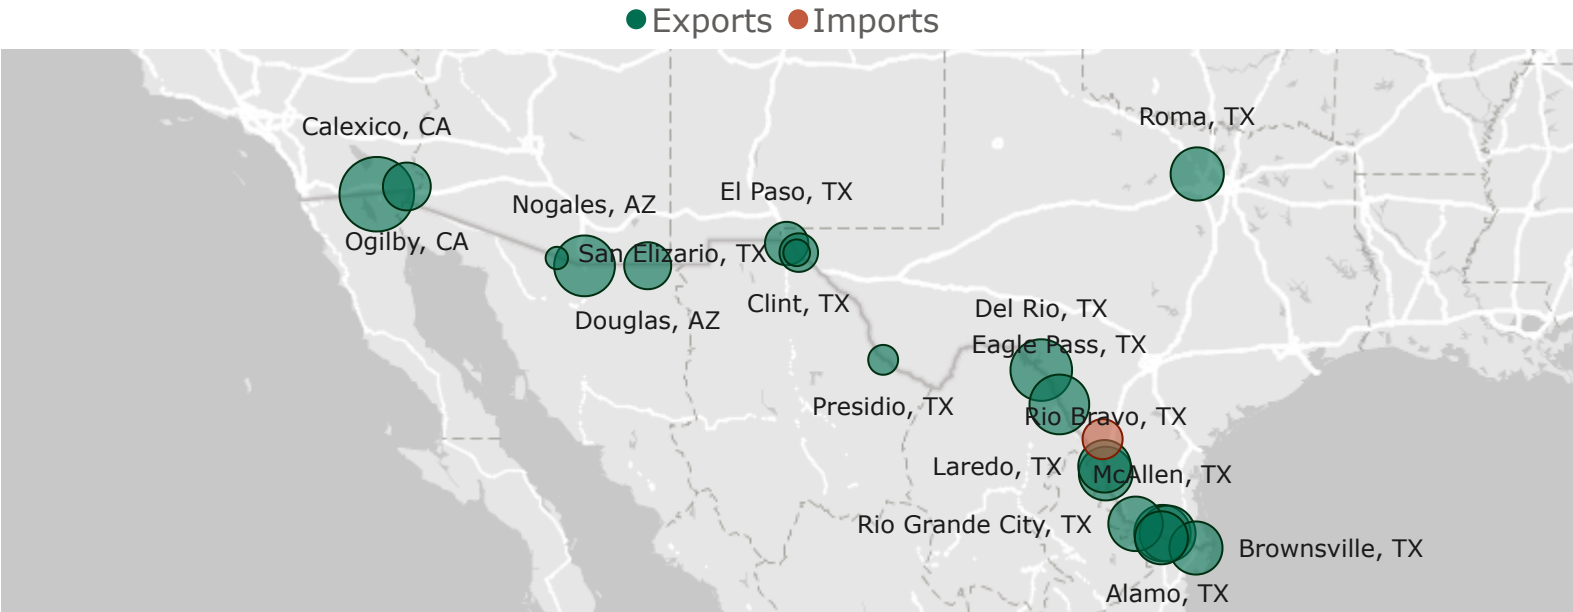 Exports Imports
Roma, TX
Calexico, CA
El Paso, TX
Nogales, AZ
Ogilby, CA
San Elizario, TX
Clint, TX
Del Rio, TX
Douglas, AZ
Eagle Pass, TX
Presidio, TX
Rio Bravo, TX
Laredo, TX
McAllen, TX
Rio Grande City, TX
Brownsville, TX
Alamo, TX